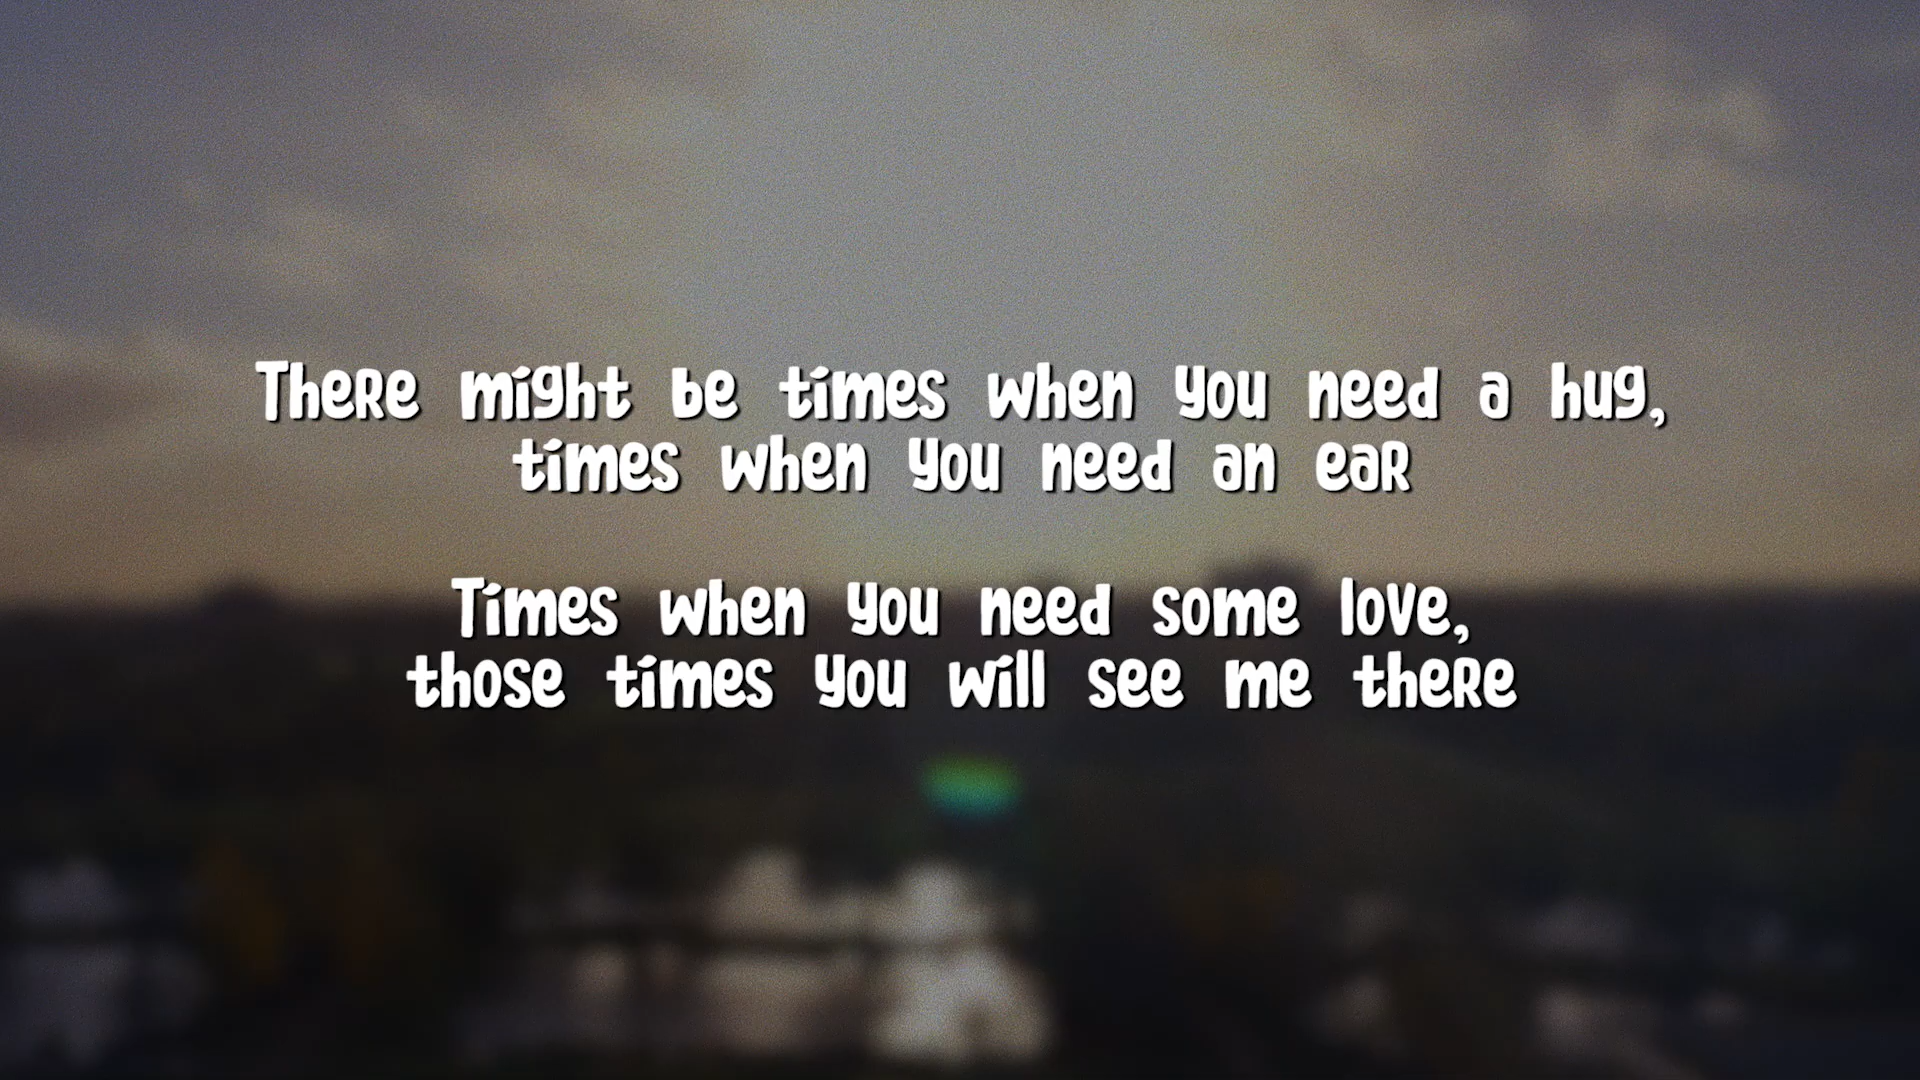 There might be times when you need a hug,
times when you need an ear
Times when you need some love,
those times you will see me there